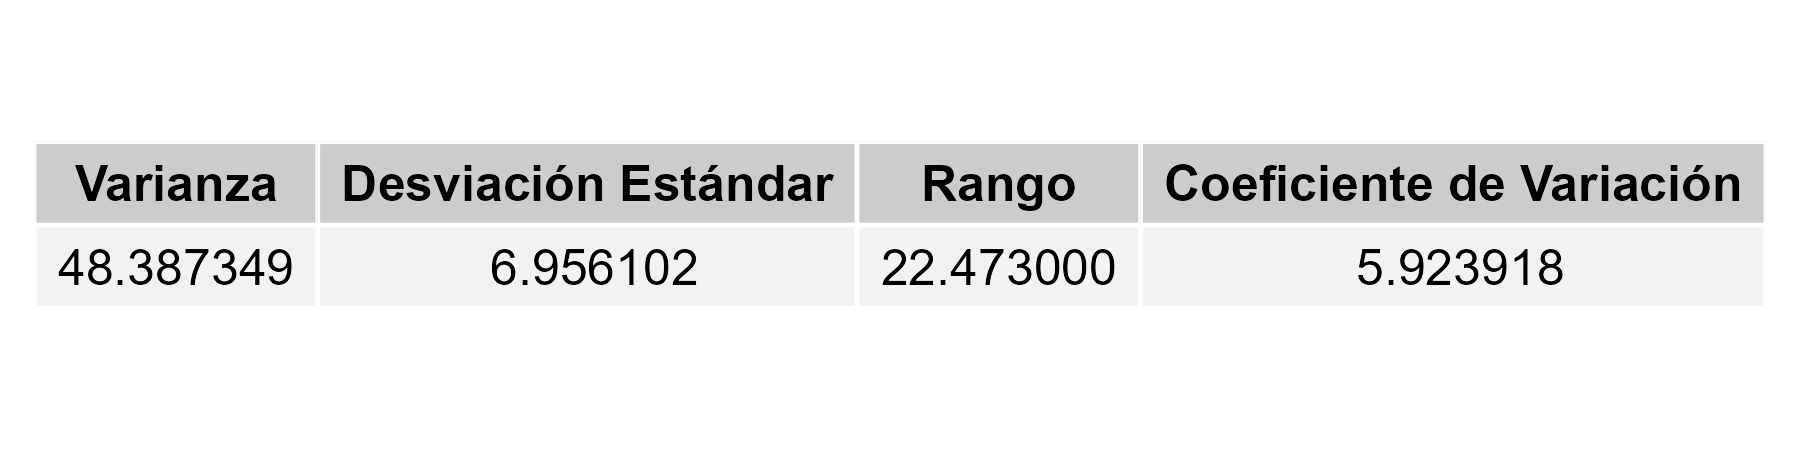 Varianza Desviación Estándar Rango Coeficiente de Variación
48.387349 6.956102 22.473000 5.923918